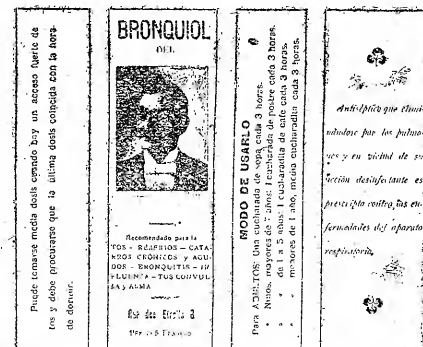 Puede tomarse media dosis cuando hay un acceso fuerte de
tos y debe procurarse que la última dosis coincida con la hora
de dormir.
BRONQUIOL
DEL
Recomendado para la
TOS – RESFRIOS – CATA-
RROS CRÓNICOS Y AGU-
DOS – BRONQUITIS – IN-
FLUENZA – TOS CONVUL
SA y ASMA
MODO DE USARLO
Para ADULTOS: Una cucharada de sopa cada 3 horas.
" Niños, mayores de 7 años: 1 cucharada de postre cada 3 horas.
" " de 1 a 5 años: 1 cucharadita de café cada 3 horas.
" " menores de 1 año, media cucharadita cada 3 horas.
Antiséptico que elimi-
nándose por los pulmo-
nes y en virtud de su
acción desinfectante es
prescripto contra las en-
fermedades del aparato
respiratorio.